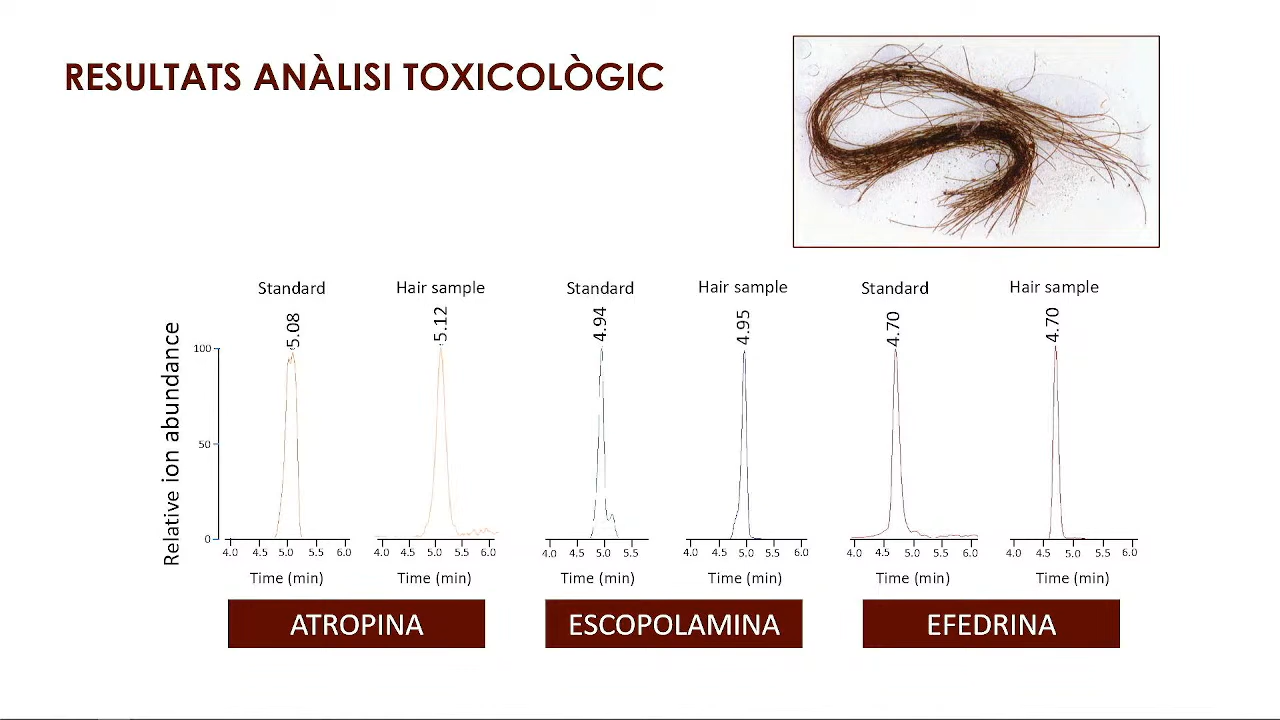 RESULTATS ANÀLISI TOXICOLÒGIC
Standard
Hair sample
Standard
Hair sample
Standard
Hair sample
5.08
5.12
4.94
4.95
4.70
4.70
Relative ion abundance
100
50
0
4.0 4.5 5.0 5.5 6.0
4.0 4.5 5.0 5.5 6.0
4.0 4.5 5.0 5.5
4.0 4.5 5.0 5.5 6.0
4.0 4.5 5.0 5.5 6.0
4.0 4.5 5.0 5.5 6.0
Time (min)
Time (min)
Time (min)
Time (min)
Time (min)
Time (min)
ATROPINA
ESCOPOLAMINA
EFEDRINA